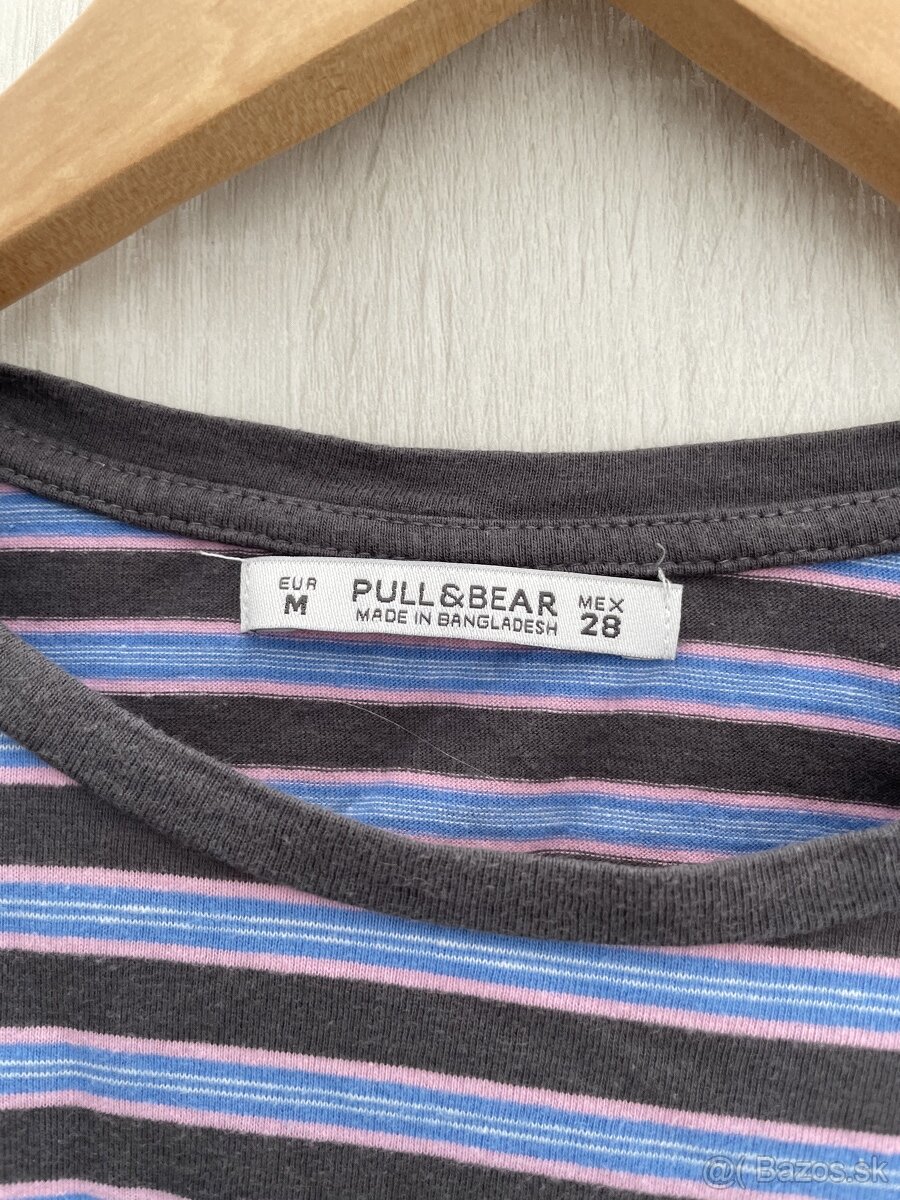 EUR
M
PULL&BEAR
MADE IN BANGLADESH
MEX
28
@( Bazos.sk